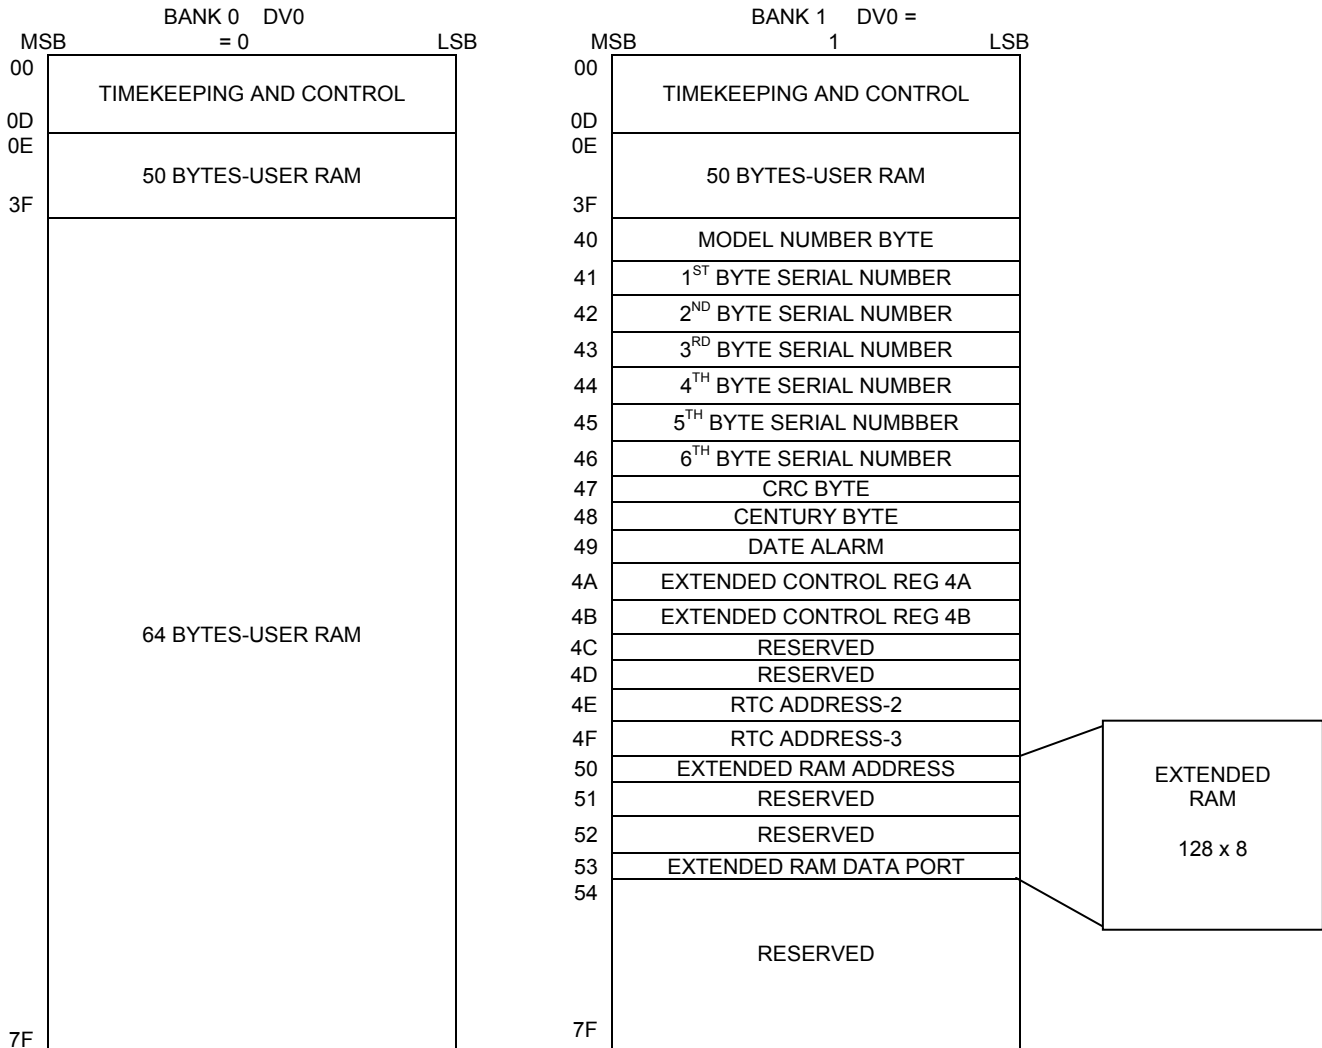 BANK 0 DV0
MSB = 0 LSB
00
TIMEKEEPING AND CONTROL
0D
0E
50 BYTES-USER RAM
3F
64 BYTES-USER RAM
7F
BANK 1 DV0 =
MSB 1 LSB
00
TIMEKEEPING AND CONTROL
0D
0E
50 BYTES-USER RAM
3F
40 MODEL NUMBER BYTE
41 1ST BYTE SERIAL NUMBER
42 2ND BYTE SERIAL NUMBER
43 3RD BYTE SERIAL NUMBER
44 4TH BYTE SERIAL NUMBER
45 5TH BYTE SERIAL NUMBBER
46 6TH BYTE SERIAL NUMBER
47 CRC BYTE
48 CENTURY BYTE
49 DATE ALARM
4A EXTENDED CONTROL REG 4A
4B EXTENDED CONTROL REG 4B
4C RESERVED
4D RESERVED
4E RTC ADDRESS-2
4F RTC ADDRESS-3
50 EXTENDED RAM ADDRESS
51 RESERVED
52 RESERVED
53 EXTENDED RAM DATA PORT
54
RESERVED
7F
EXTENDED
RAM
128 x 8